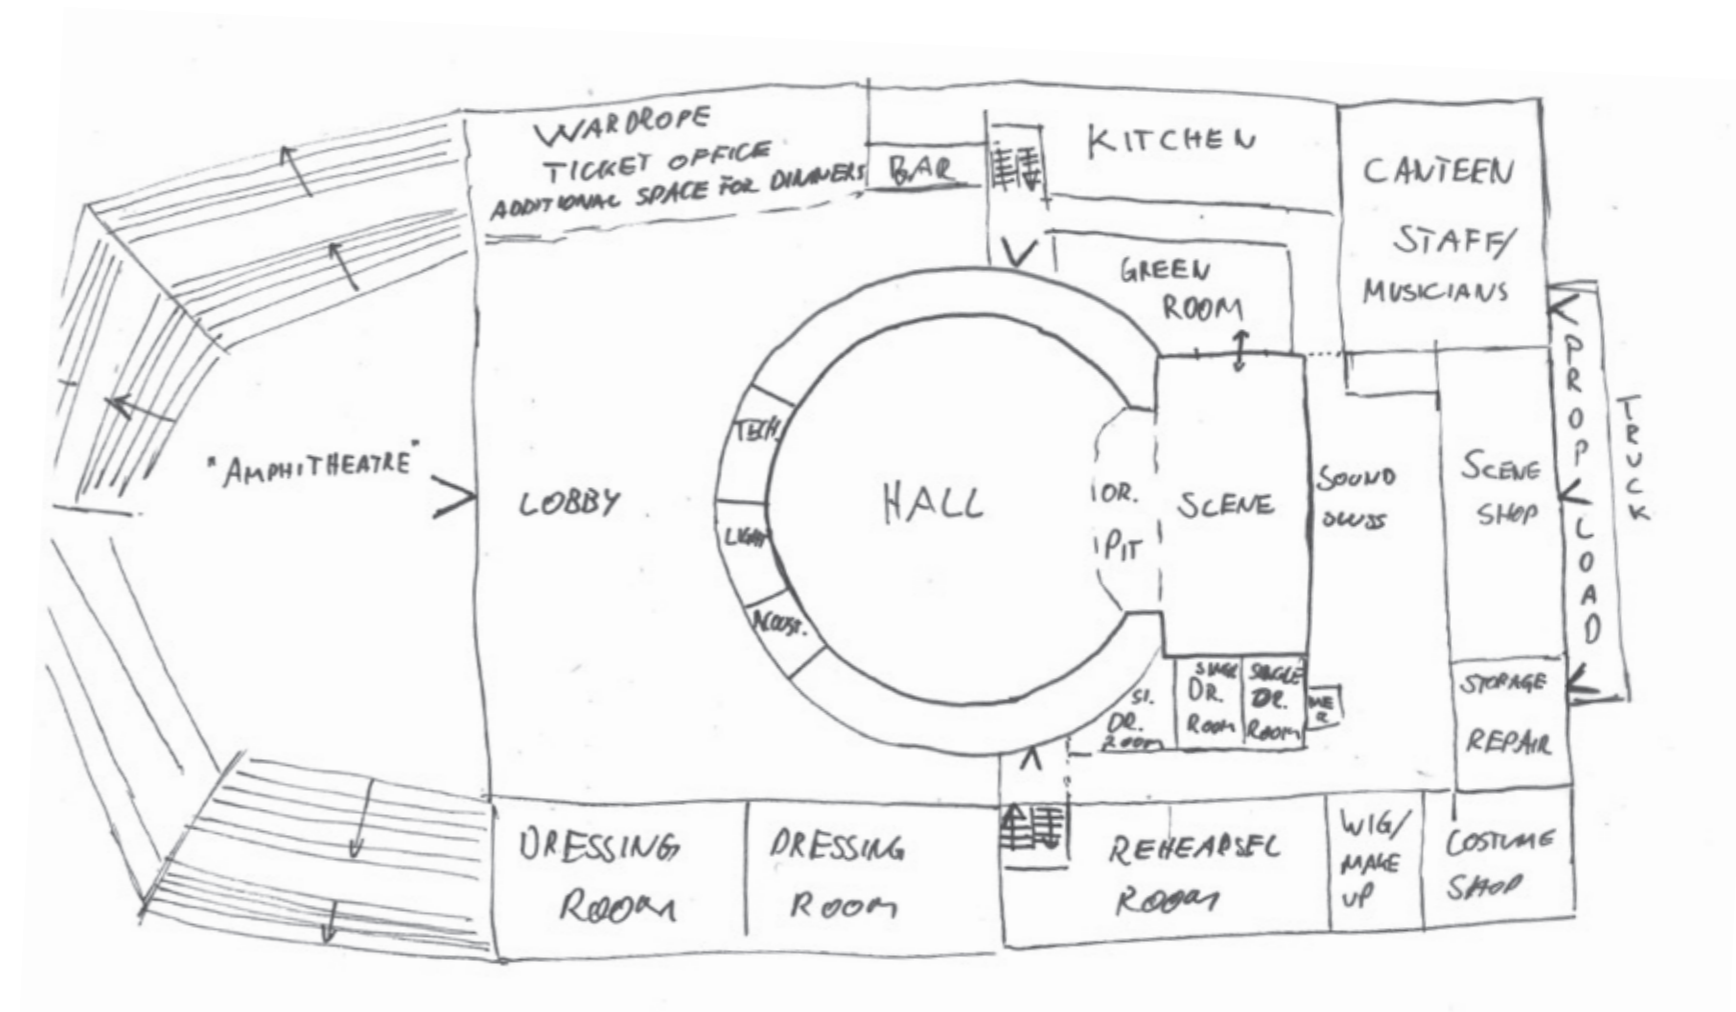 WARDROPE
TICKET OFFICE
ADDITIONAL SPACE FOR DINNERS
BAR
KITCHEN
CANTEEN
STAFF/
MUSICIANS
GREEN
ROOM
"AMPHITHEATRE"
LOBBY
TECH.
LIGHT
ACOUST.
HALL
OR.
PIT
SCENE
SOUND
SCENE
SHOP
DROP/LOAD
TRUCK
SI.
DR.
ROOM
DR.
ROOM
SINGLE
DR.
ROOM
STORAGE
REPAIR
DRESSING
ROOM
DRESSING
ROOM
REHEARSEL
ROOM
WIG/
MAKE
UP
COSTUME
SHOP